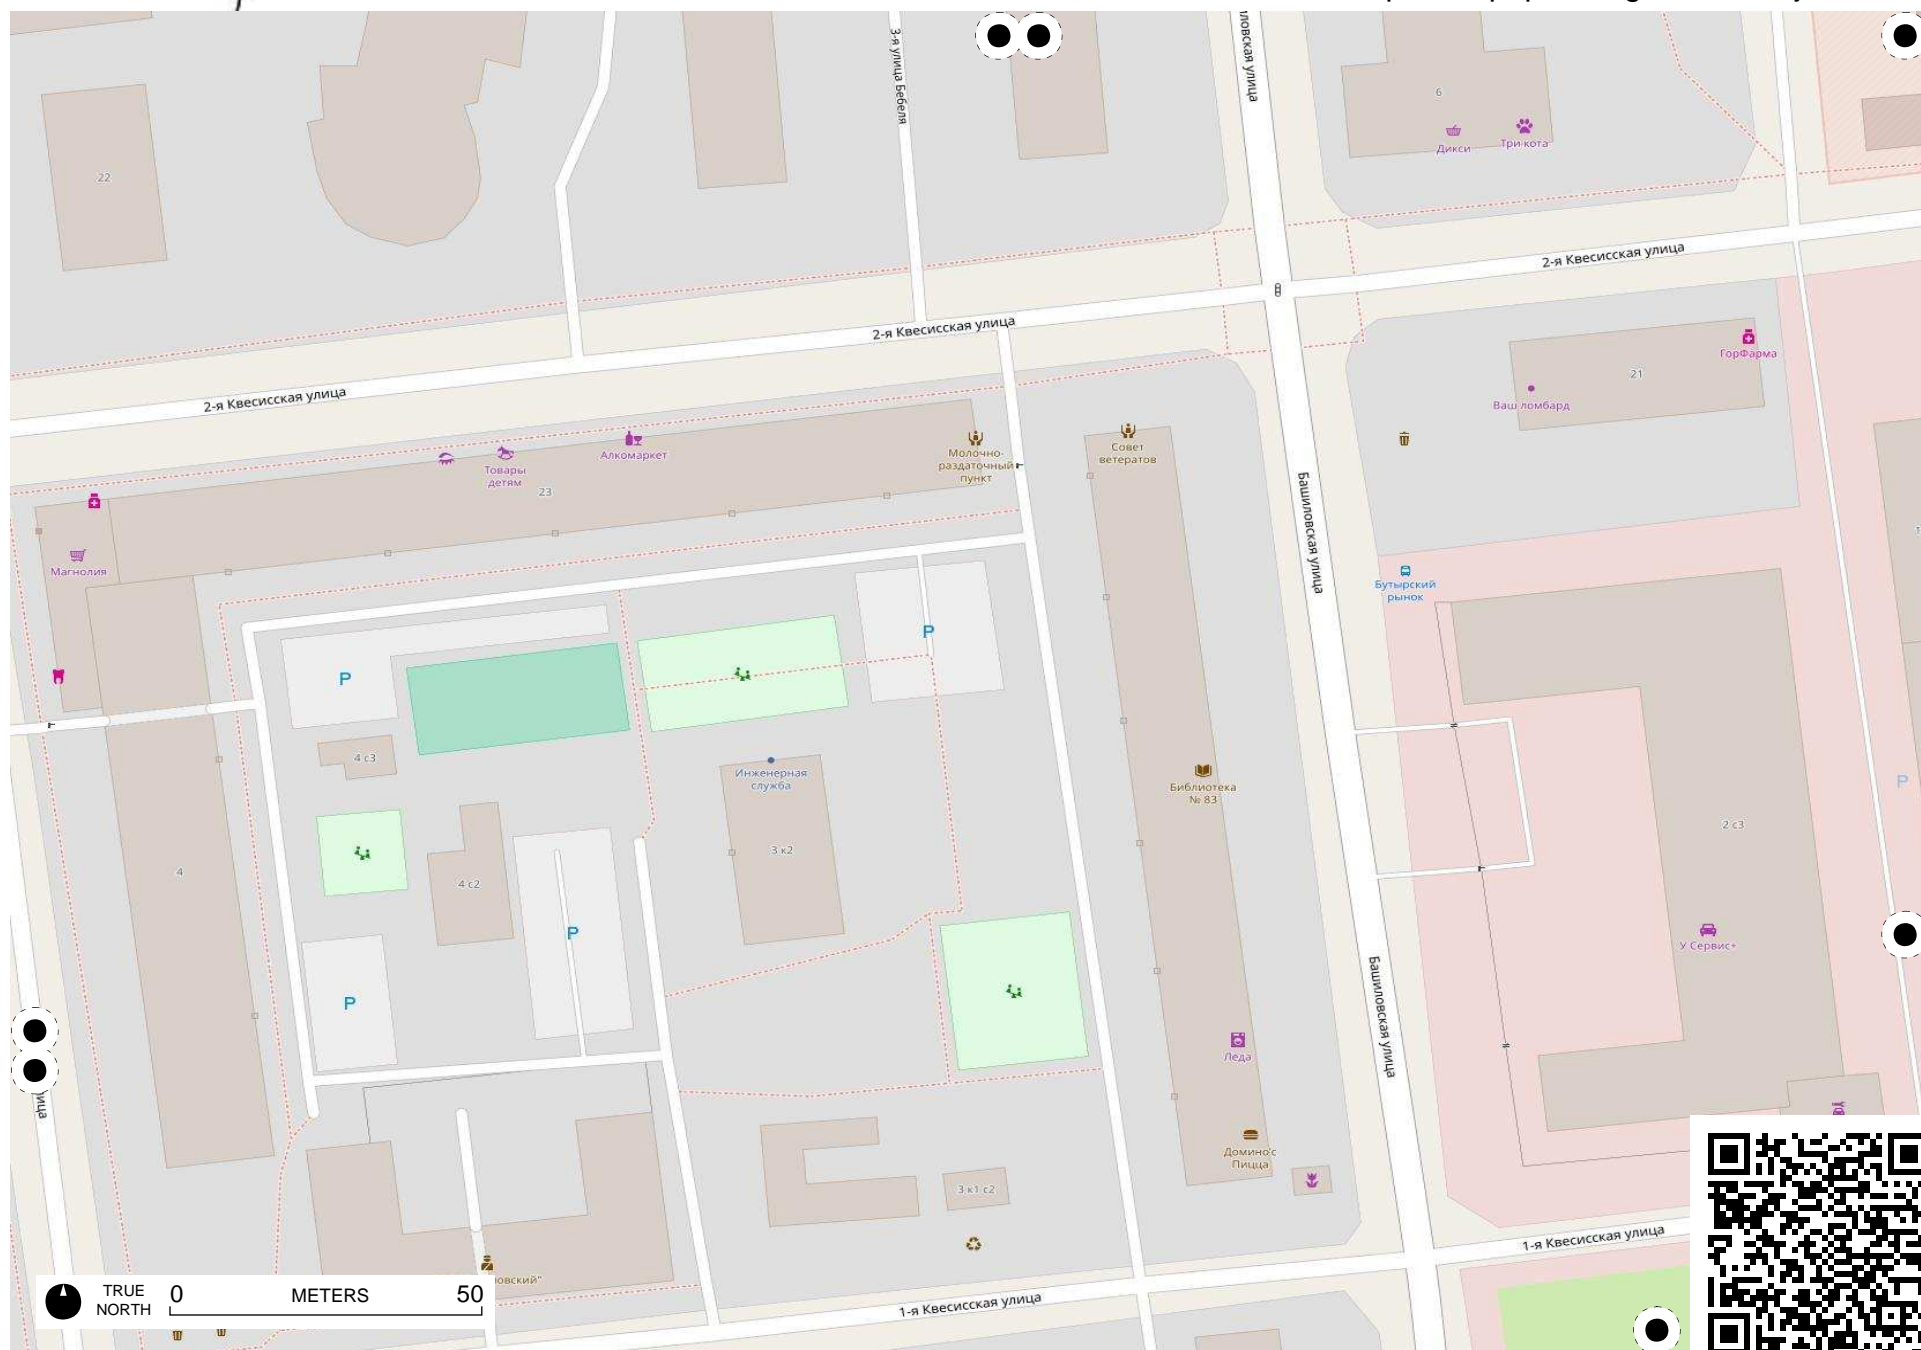 3-я улица Бебеля
6
Дикси
Три кота
22
2-я Квесисская улица
2-я Квесисская улица
2-я Квесисская улица
ГорФарма
21
Ваш ломбард
Товары
детям
Алкомаркет
23
Молочно-
раздаточный
пункт
Совет
ветератов
Башиловская улица
Магнолия
Бутырский
рынок
P
P
4 с3
Инженерная
служба
Библиотека
№ 83
P
2 с3
4
4 с2
3 к2
P
У Сервис+
P
Башиловская улица
Леда
Домино'с
Пицца
3 к1 с2
1-я Квесисская улица
1-я Квесисская улица
TRUE
NORTH
0 METERS 50